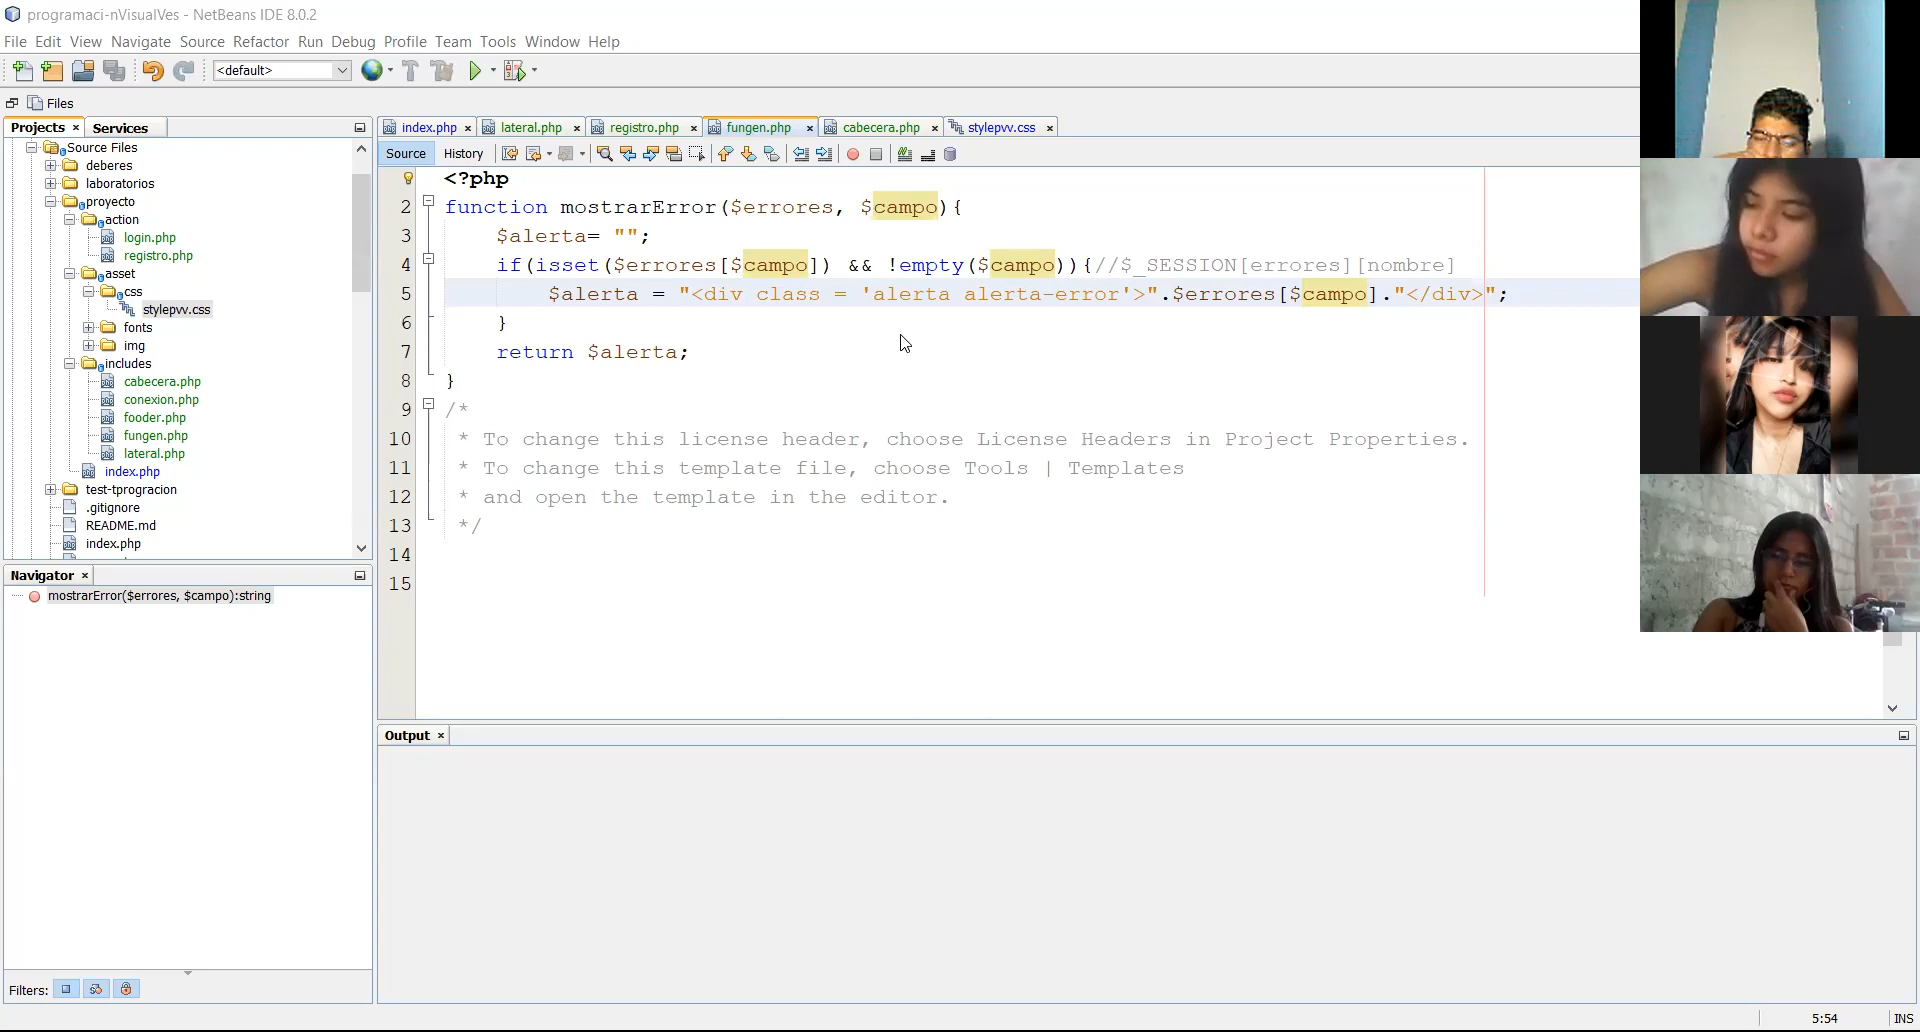 programaci-nVisualVes - NetBeans IDE 8.0.2
File Edit View Navigate Source Refactor Run Debug Profile Team Tools Window Help
<default>
Files
Projects × Services
Source Files
deberes
laboratorios
proyecto
action
login.php
registro.php
asset
css
stylepvv.css
fonts
img
includes
cabecera.php
conexion.php
fooder.php
fungen.php
lateral.php
index.php
test-tprogracion
.gitignore
README.md
index.php
Navigator ×
mostrarError($errores, $campo):string
Filters:
index.php × lateral.php × registro.php × fungen.php × cabecera.php × stylepvv.css ×
Source History
<?php
2 function mostrarError($errores, $campo){
3 $alerta= "";
4 if(isset($errores[$campo]) && !empty($campo)){//$_SESSION[errores][nombre]
5 $alerta = "<div class = 'alerta alerta-error'>".$errores[$campo]."</div>";
6 }
7 return $alerta;
8 }
9 /*
10 * To change this license header, choose License Headers in Project Properties.
11 * To change this template file, choose Tools | Templates
12 * and open the template in the editor.
13 */
14
15
Output ×
5:54 INS